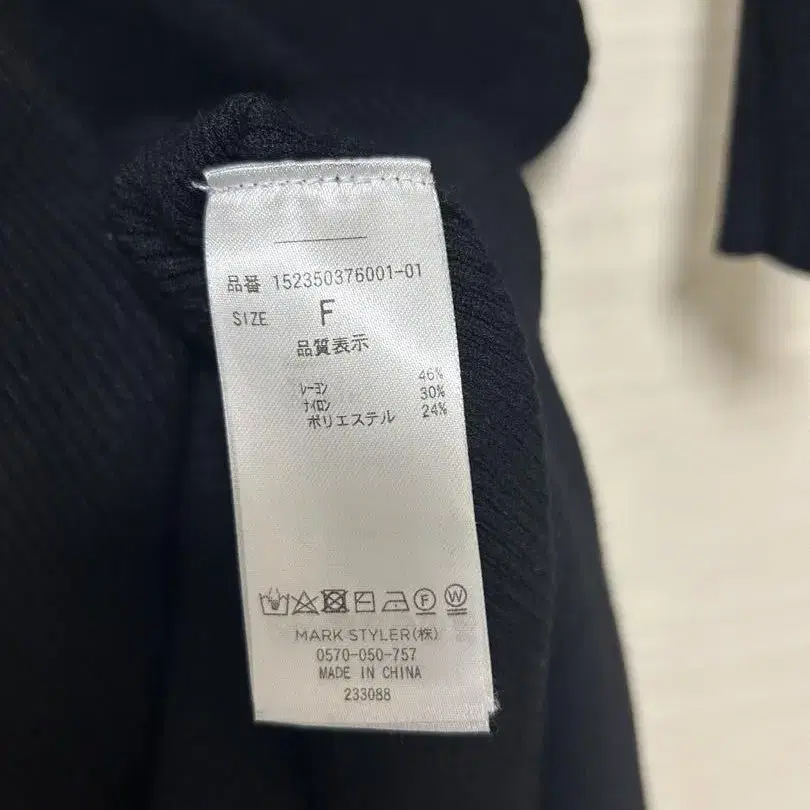 品番 152350376001-01
SIZE F
品質表示
レーヨン 46%
ナイロン 30%
ポリエステル 24%
F W
MARK STYLER(株)
0570-050-757
MADE IN CHINA
233088